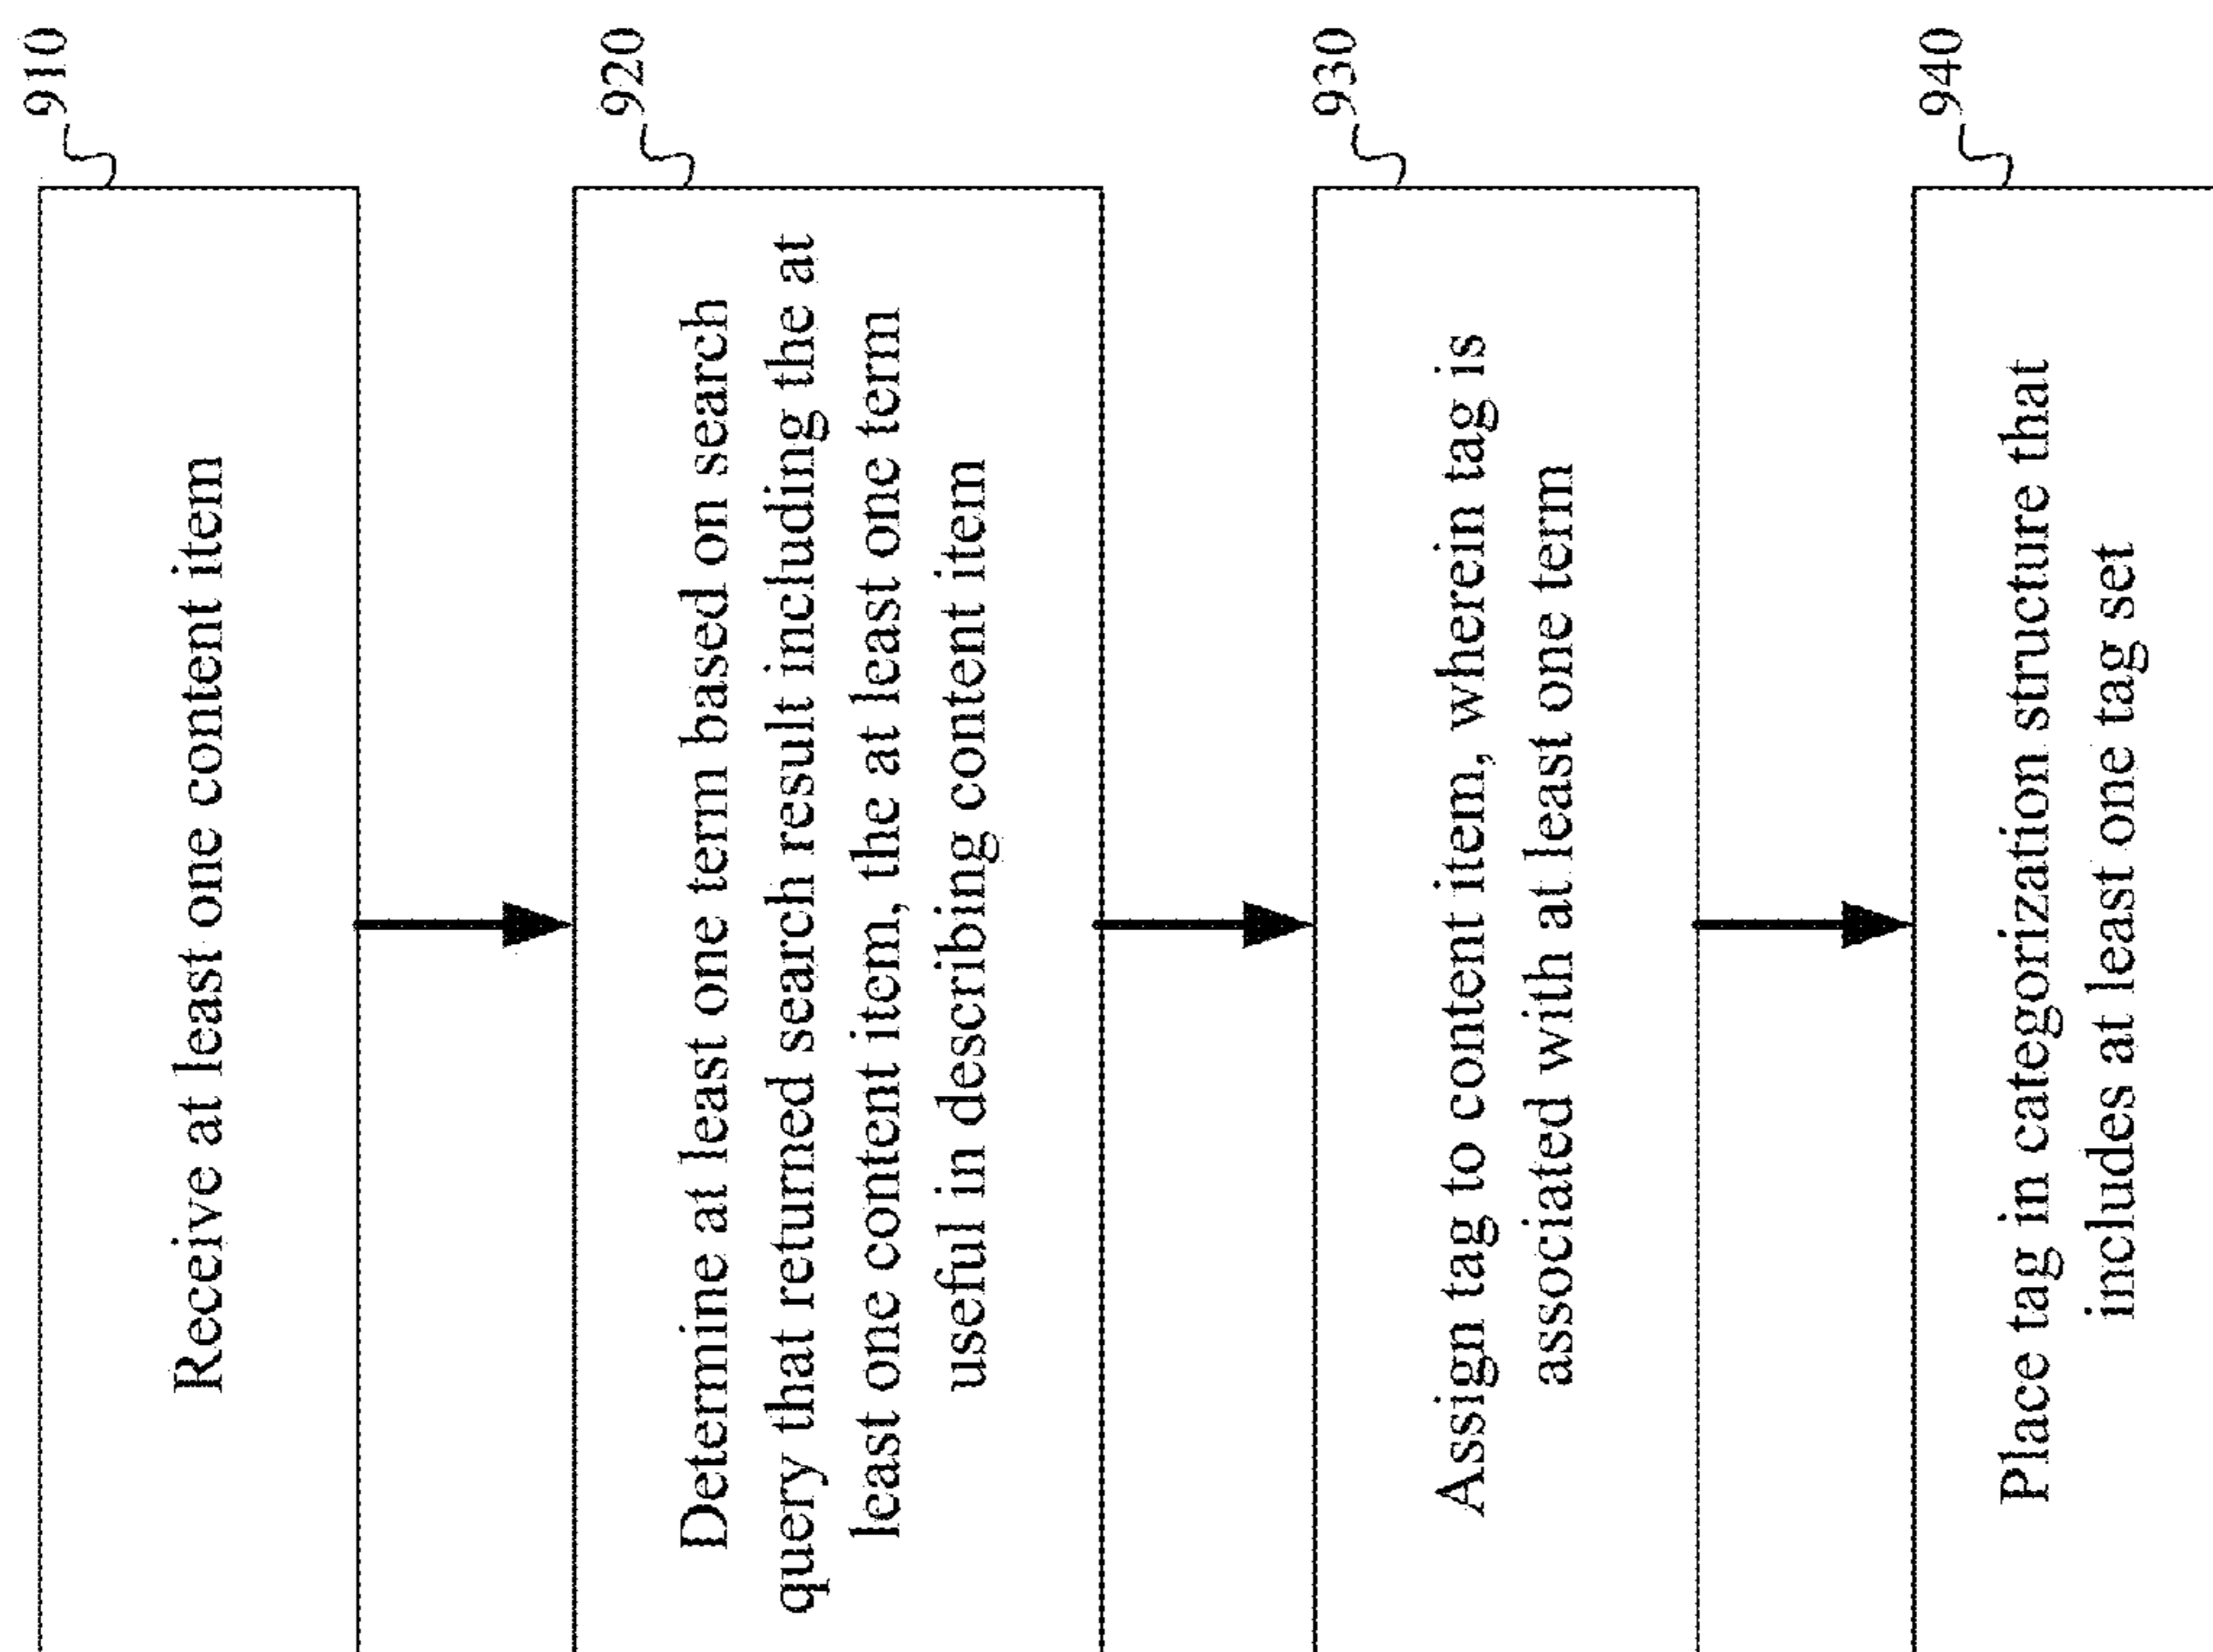 910
Receive at least one content item
920
Determine at least one term based on search
query that returned search result including the at
least one content item, the at least one term
useful in describing content item
930
Assign tag to content item, wherein tag is
associated with at least one term
940
Place tag in categorization structure that
includes at least one tag set